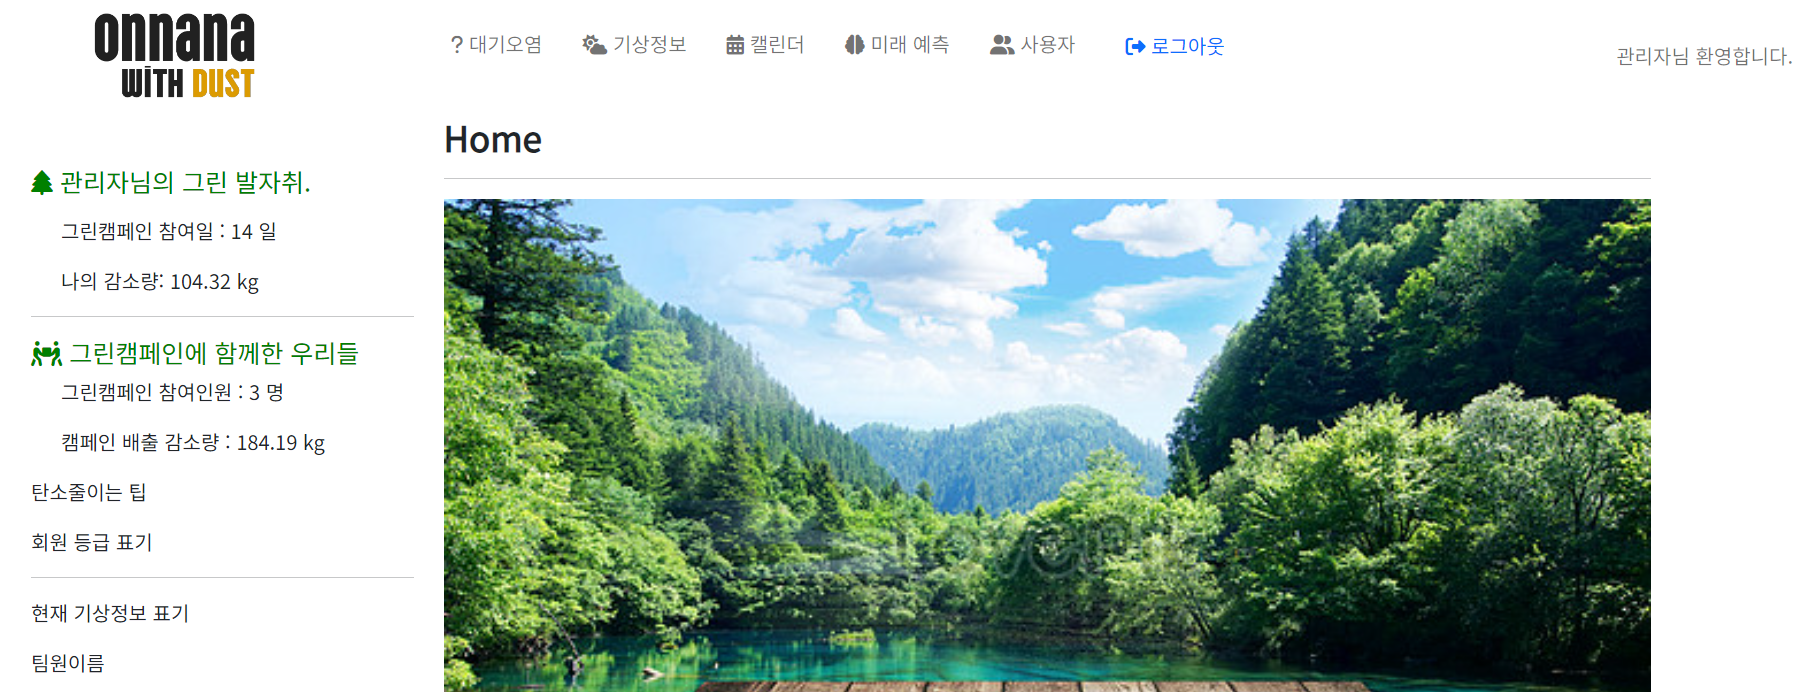 onnana
WITH DUST
? 대기오염 기상정보 캘린더 미래 예측 사용자 로그아웃
관리자님 환영합니다.
Home
관리자님의 그린 발자취.
그린캠페인 참여일 : 14 일
나의 감소량: 104.32 kg
그린캠페인에 함께한 우리들
그린캠페인 참여인원 : 3 명
캠페인 배출 감소량 : 184.19 kg
탄소줄이는 팁
회원 등급 표기
현재 기상정보 표기
팀원이름